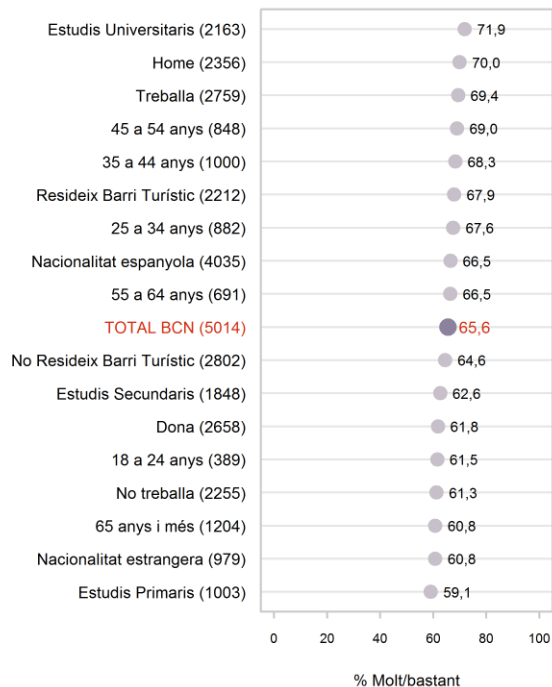 Estudis Universitaris (2163) 71,9
Home (2356) 70,0
Treballa (2759) 69,4
45 a 54 anys (848) 69,0
35 a 44 anys (1000) 68,3
Resideix Barri Turístic (2212) 67,9
25 a 34 anys (882) 67,6
Nacionalitat espanyola (4035) 66,5
55 a 64 anys (691) 66,5
TOTAL BCN (5014) 65,6
No Resideix Barri Turístic (2802) 64,6
Estudis Secundaris (1848) 62,6
Dona (2658) 61,8
18 a 24 anys (389) 61,5
No treballa (2255) 61,3
65 anys i més (1204) 60,8
Nacionalitat estrangera (979) 60,8
Estudis Primaris (1003) 59,1
0 20 40 60 80 100
% Molt/bastant